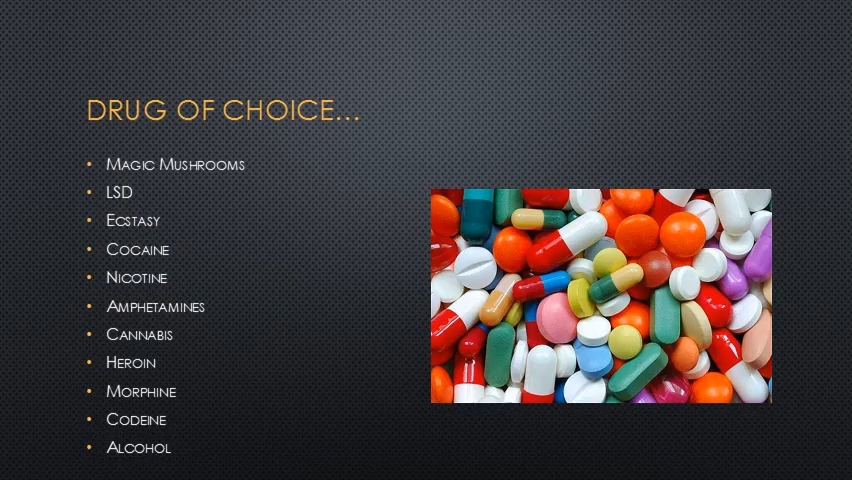 DRUG OF CHOICE…
MAGIC MUSHROOMS
LSD
ECSTASY
COCAINE
NICOTINE
AMPHETAMINES
CANNABIS
HEROIN
MORPHINE
CODEINE
ALCOHOL